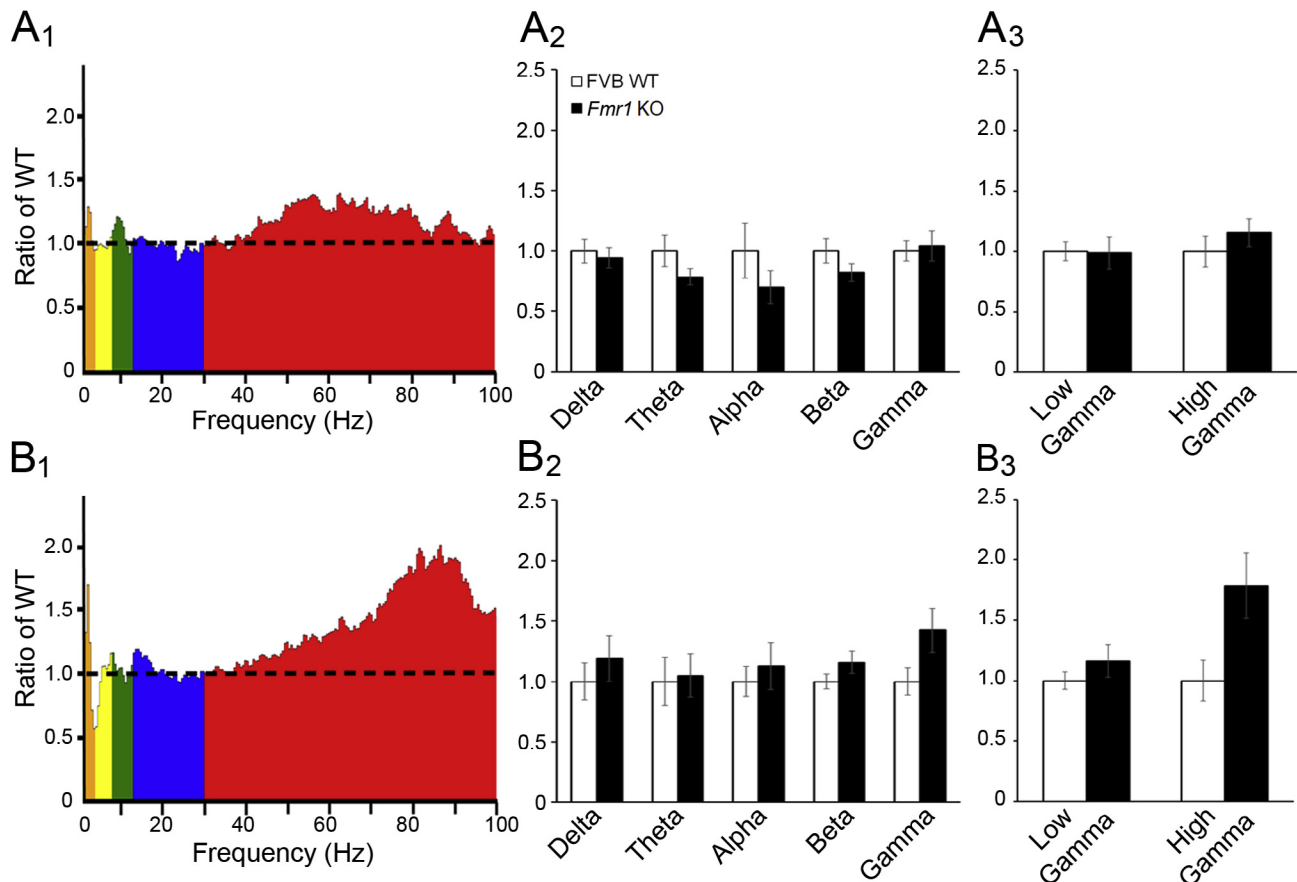 A1
Ratio of WT
2.0
1.5
1.0
0.5
0
0 20 40 60 80 100
Frequency (Hz)
A2
2.5
2.0
1.5
1.0
0.5
0
FVB WT
Fmr1 KO
Delta
Theta
Alpha
Beta
Gamma
A3
2.5
2.0
1.5
1.0
0.5
0
Low
Gamma
High
Gamma
B1
Ratio of WT
2.0
1.5
1.0
0.5
0
0 20 40 60 80 100
Frequency (Hz)
B2
2.5
2.0
1.5
1.0
0.5
0
Delta
Theta
Alpha
Beta
Gamma
B3
2.5
2.0
1.5
1.0
0.5
0
Low
Gamma
High
Gamma